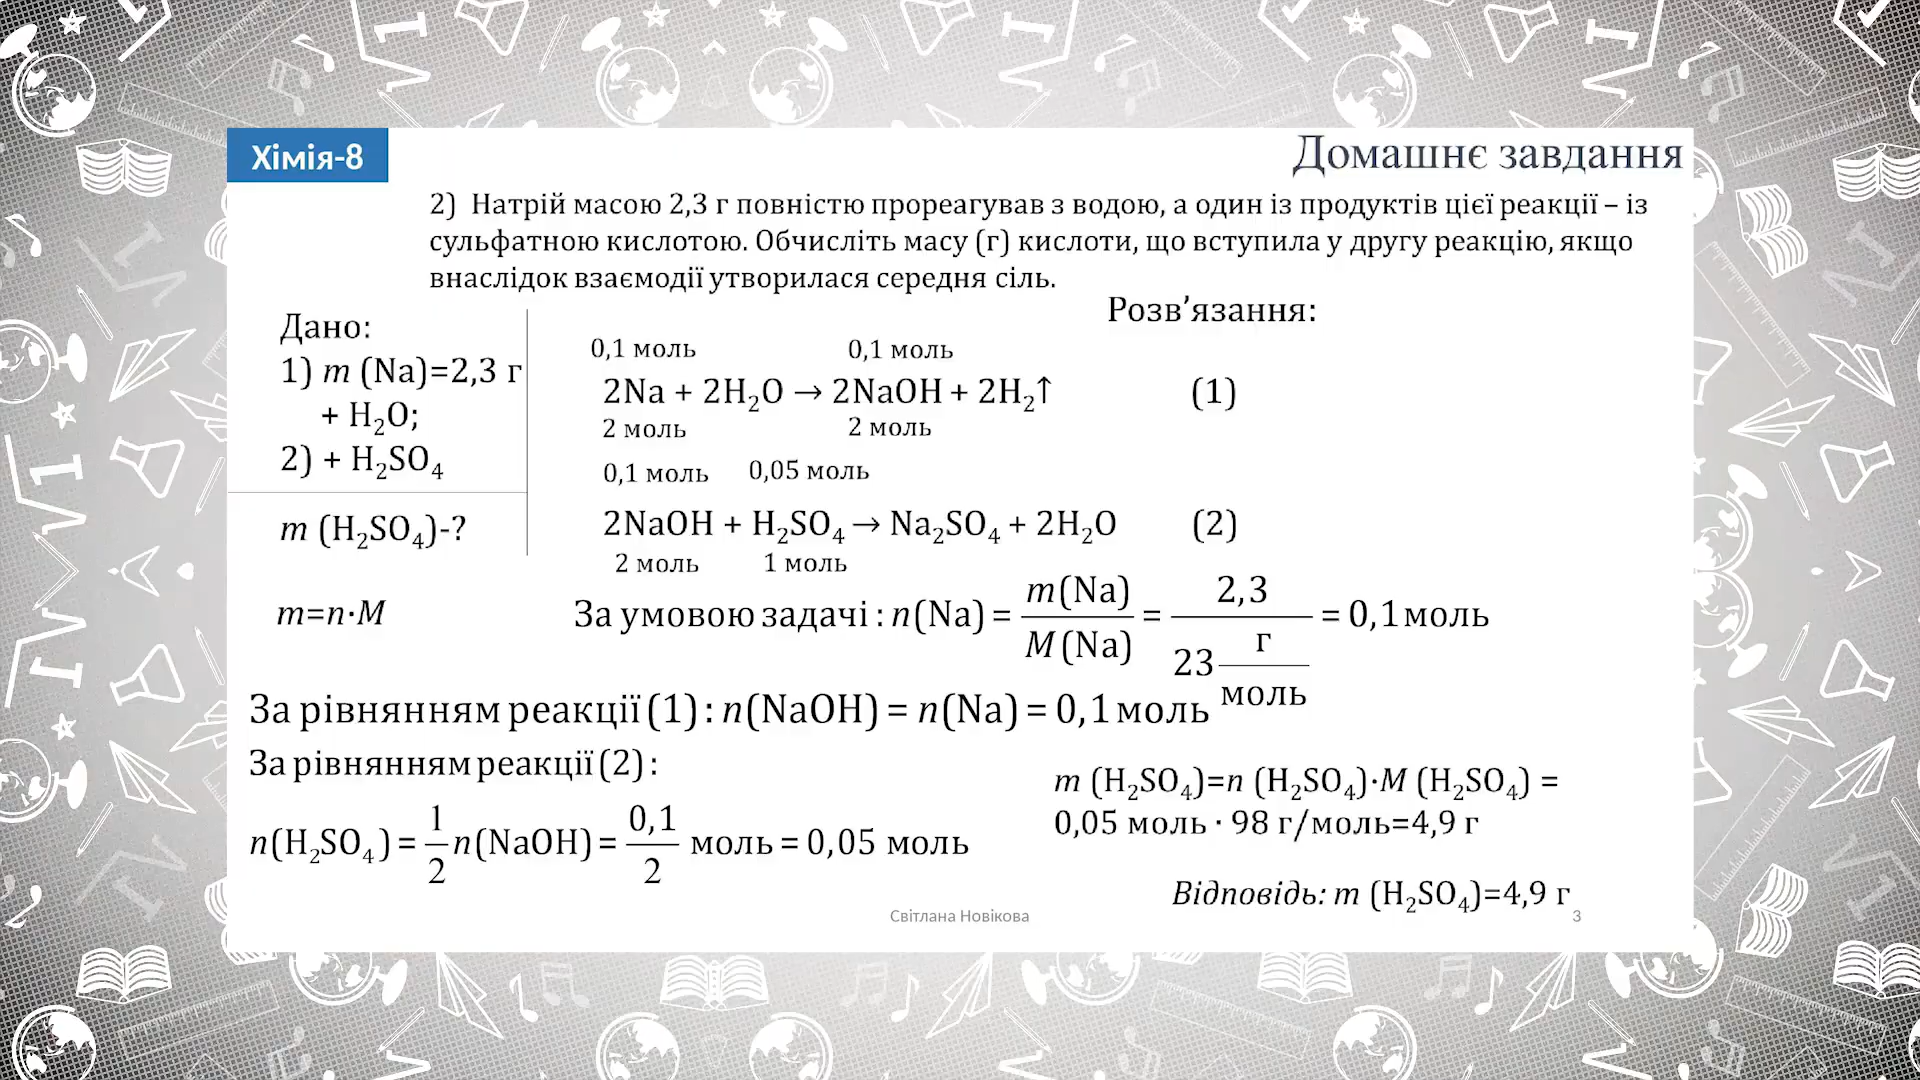 Хімія-8
Домашнє завдання
2) Натрій масою 2,3 г повністю прореагував з водою, а один із продуктів цієї реакції – із
сульфатною кислотою. Обчисліть масу (г) кислоти, що вступила у другу реакцію, якщо
внаслідок взаємодії утворилася середня сіль.
Розв’язання:
Дано:
1) m (Na)=2,3 г
+ H₂O;
2) + H₂SO₄
m (H₂SO₄)-?
m=n·M
0,1 моль 0,1 моль
2Na + 2H₂O → 2NaOH + 2H₂↑ (1)
2 моль 2 моль
0,1 моль 0,05 моль
2NaOH + H₂SO₄ → Na₂SO₄ + 2H₂O (2)
2 моль 1 моль
За умовою задачі : n(Na) = m(Na)/M(Na) = 2,3/23 г/моль = 0,1 моль
За рівнянням реакції (1) : n(NaOH) = n(Na) = 0,1 моль
За рівнянням реакції (2) :
n(H₂SO₄) = 1/2 n(NaOH) = 0,1/2 моль = 0,05 моль
m (H₂SO₄)=n (H₂SO₄)·M (H₂SO₄) =
0,05 моль · 98 г/моль=4,9 г
Відповідь: m (H₂SO₄)=4,9 г
Світлана Новікова
3